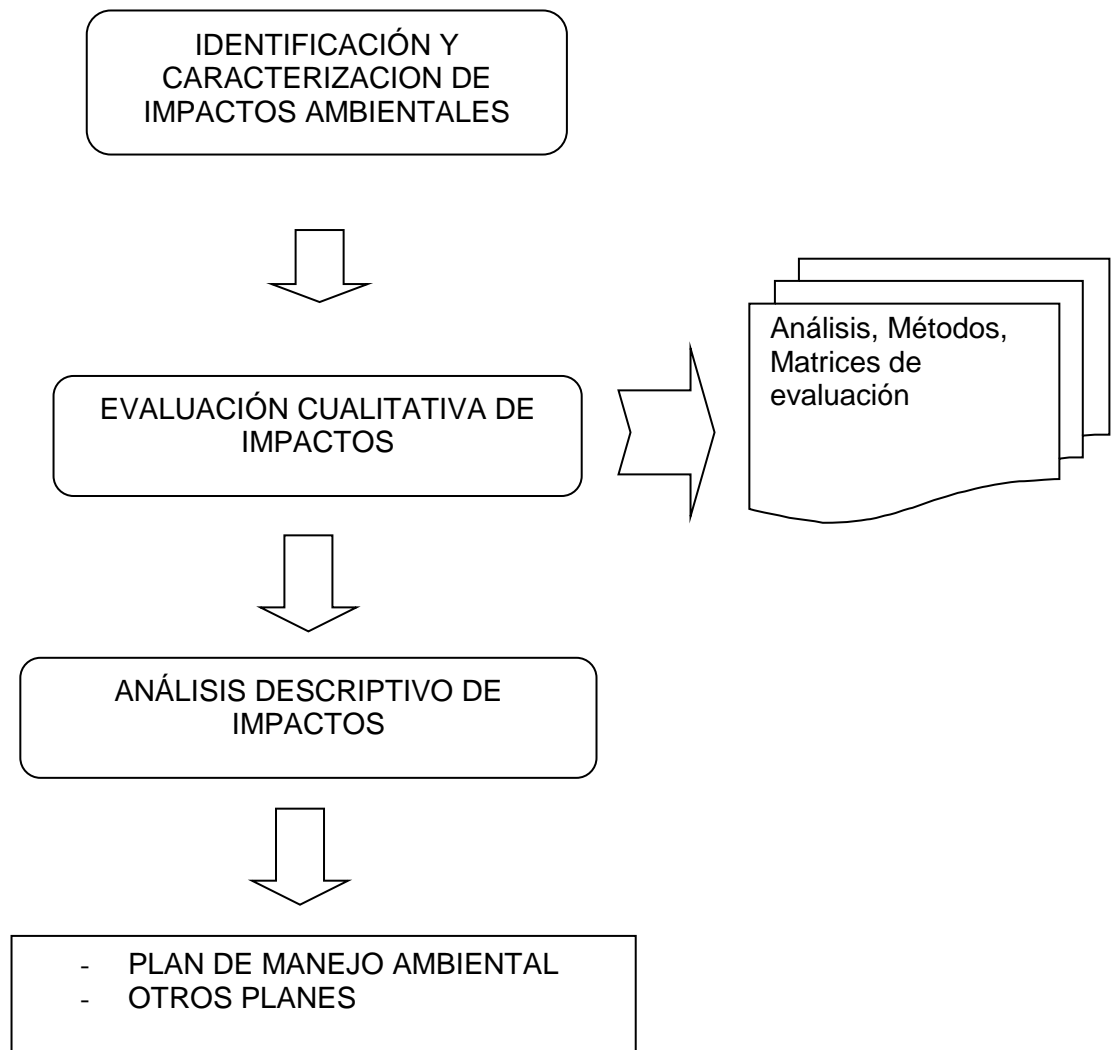 IDENTIFICACIÓN Y
CARACTERIZACION DE
IMPACTOS AMBIENTALES
EVALUACIÓN CUALITATIVA DE
IMPACTOS
Análisis, Métodos,
Matrices de
evaluación
ANÁLISIS DESCRIPTIVO DE
IMPACTOS
- PLAN DE MANEJO AMBIENTAL
- OTROS PLANES